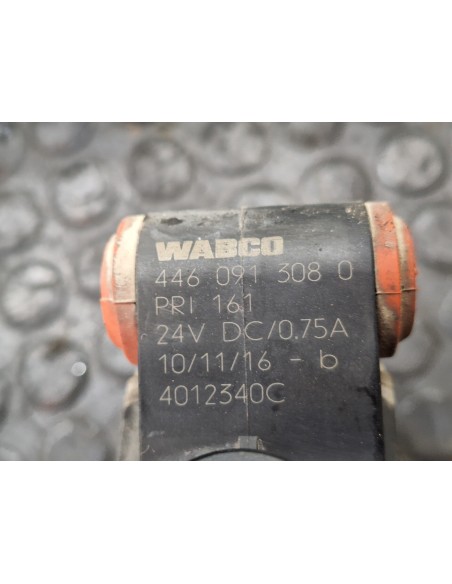 WABCO
446 091 308 0
PRI 161
24V DC/0.75A
10/11/16 - b
4012340C